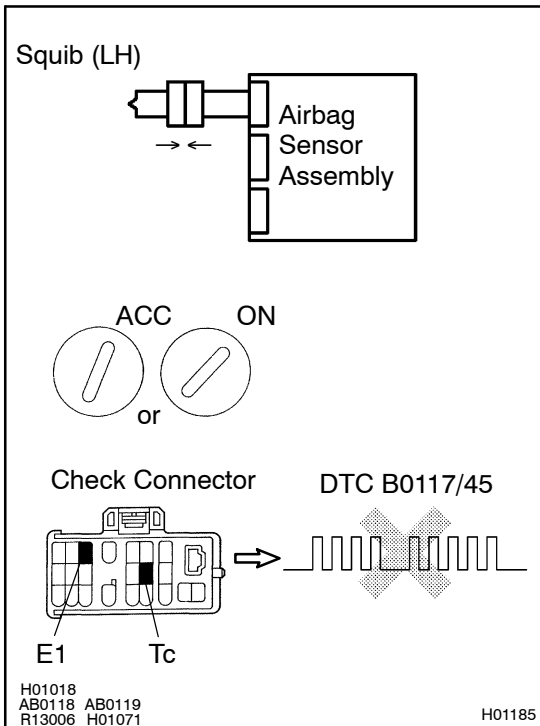 Squib (LH)
Airbag
Sensor
Assembly
ACC ON
or
Check Connector
DTC B0117/45
E1 Tc
H01018
AB0118 AB0119
R13006 H01071
H01185